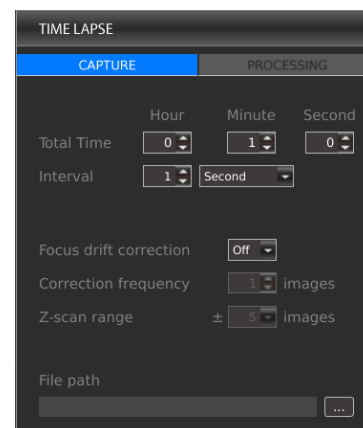 TIME LAPSE
CAPTURE PROCESSING
Hour Minute Second
Total Time 0 1 0
Interval 1 Second
Focus drift correction Off
Correction frequency 1 images
Z-scan range ± 5 images
File path
...